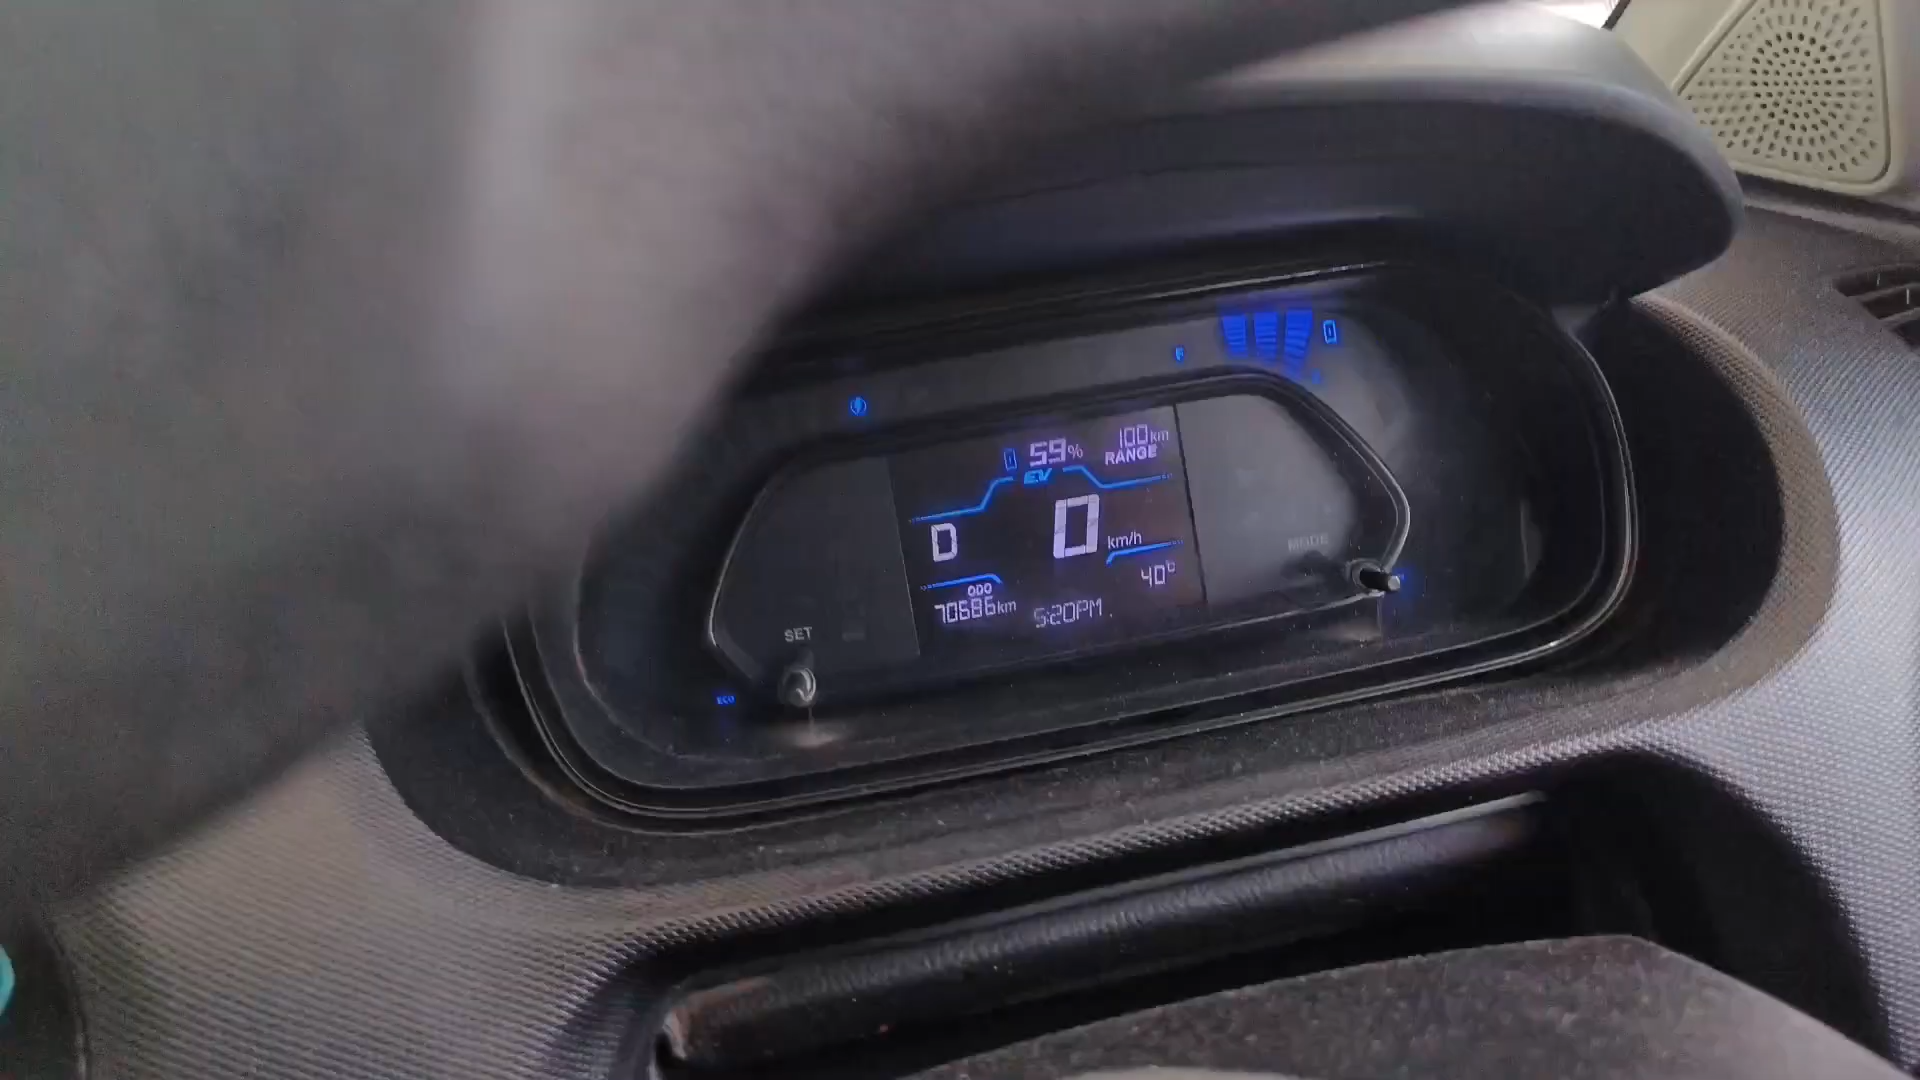 59% 100km
RANGE
EV
D 0 km/h
40°C
ODO
70686km 5:20PM
MODE
SET
ECO